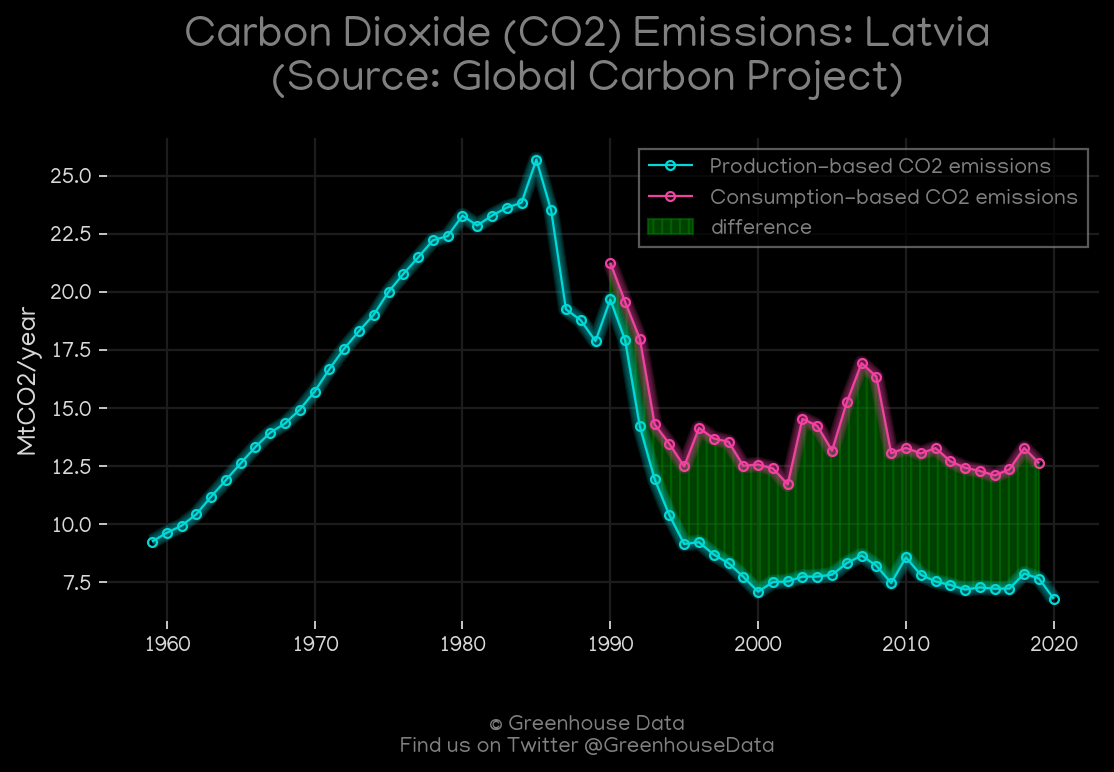 Carbon Dioxide (CO2) Emissions: Latvia
(Source: Global Carbon Project)
Production-based CO2 emissions
Consumption-based CO2 emissions
difference
MtCO2/year
25.0
22.5
20.0
17.5
15.0
12.5
10.0
7.5
1960
1970
1980
1990
2000
2010
2020
© Greenhouse Data
Find us on Twitter @GreenhouseData